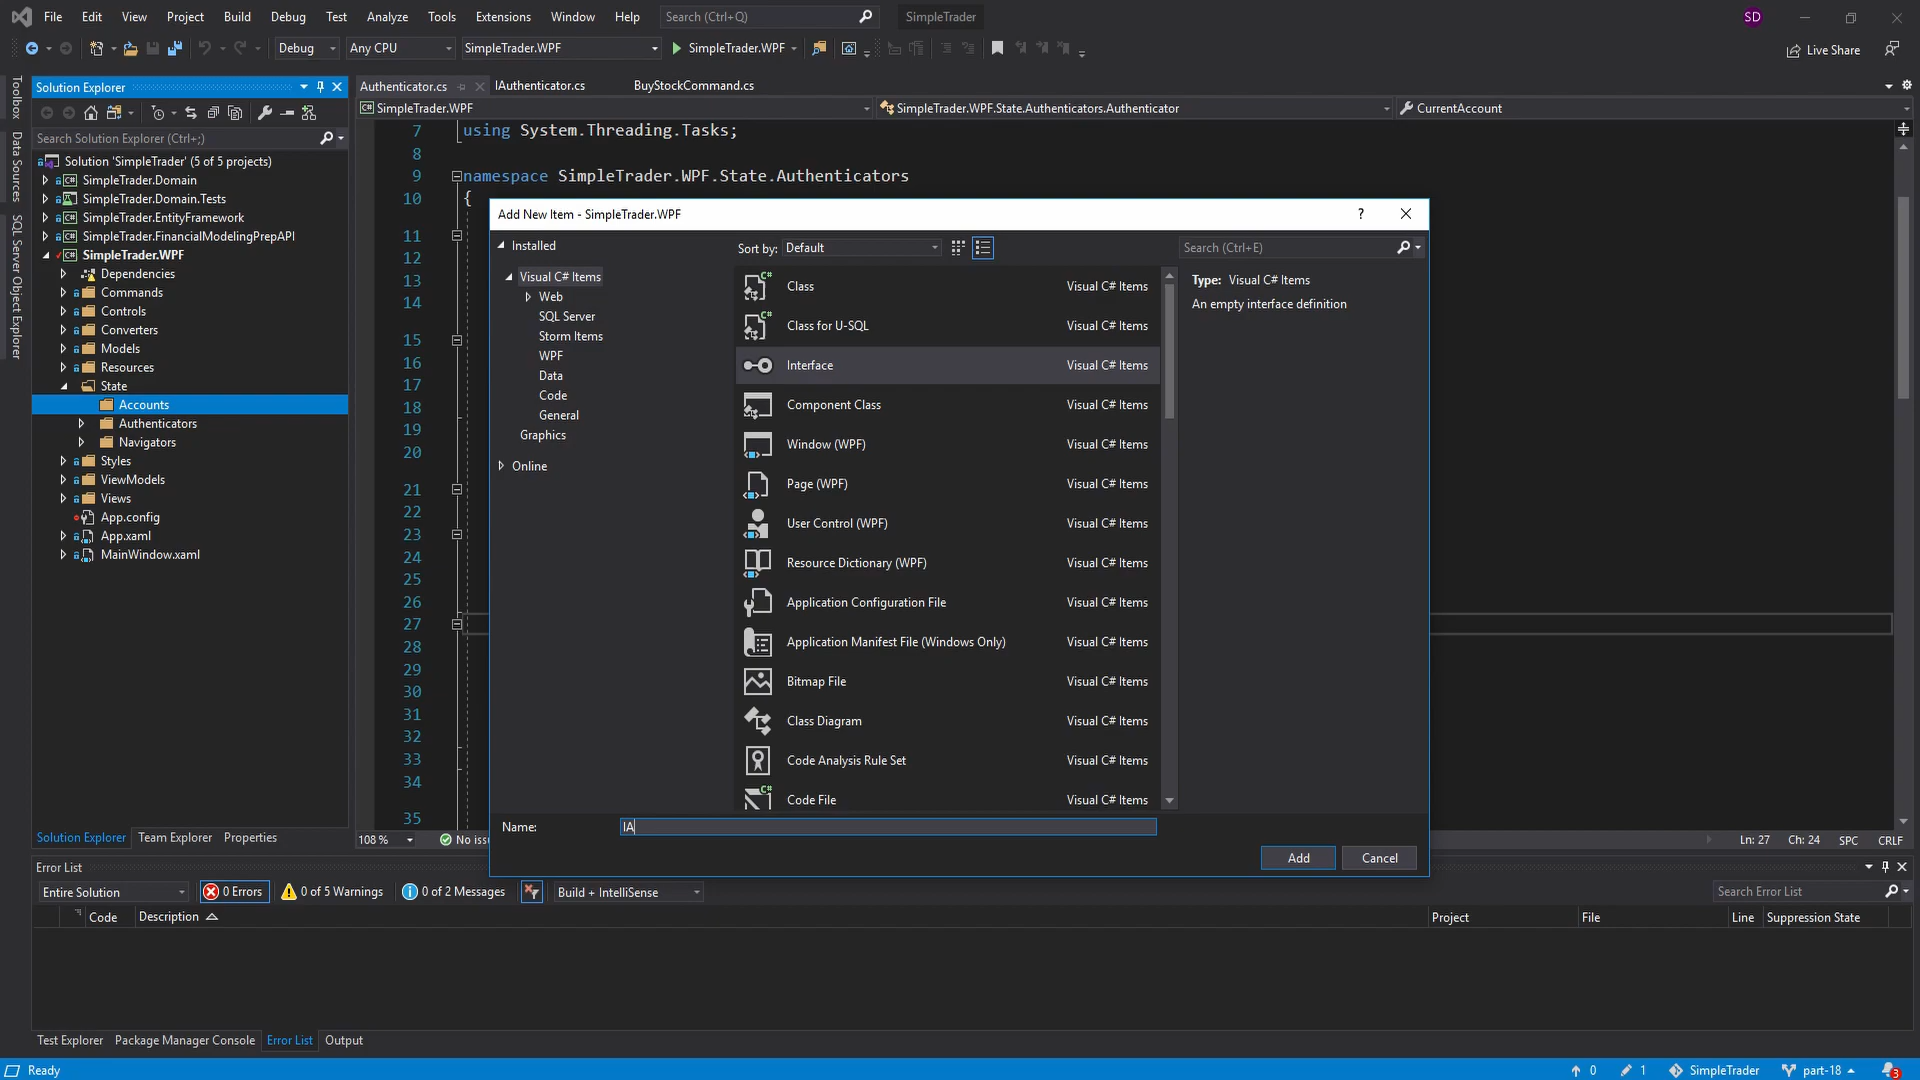 File Edit View Project Build Debug Test Analyze Tools Extensions Window Help Search (Ctrl+Q) SimpleTrader SD
Debug Any CPU SimpleTrader.WPF SimpleTrader.WPF Live Share
Toolbox
Data Sources
SQL Server Object Explorer
Solution Explorer
Search Solution Explorer (Ctrl+;)
Solution 'SimpleTrader' (5 of 5 projects)
SimpleTrader.Domain
SimpleTrader.Domain.Tests
SimpleTrader.EntityFramework
SimpleTrader.FinancialModelingPrepAPI
SimpleTrader.WPF
Dependencies
Commands
Controls
Converters
Models
Resources
State
Accounts
Authenticators
Navigators
Styles
ViewModels
Views
App.config
App.xaml
MainWindow.xaml
Solution Explorer Team Explorer Properties
Authenticator.cs IAuthenticator.cs BuyStockCommand.cs
SimpleTrader.WPF SimpleTrader.WPF.State.Authenticators.Authenticator CurrentAccount
7 using System.Threading.Tasks;
8
9 namespace SimpleTrader.WPF.State.Authenticators
10 {
11
12
13
14
15
16
17
18
19
20
21
22
23
24
25
26
27
28
29
30
31
32
33
34
35
108 % No issu Ln: 27 Ch: 24 SPC CRLF
Add New Item - SimpleTrader.WPF ?
Installed
Visual C# Items
Web
SQL Server
Storm Items
WPF
Data
Code
General
Graphics
Online
Sort by: Default
Search (Ctrl+E)
Class Visual C# Items
Class for U-SQL Visual C# Items
Interface Visual C# Items
Component Class Visual C# Items
Window (WPF) Visual C# Items
Page (WPF) Visual C# Items
User Control (WPF) Visual C# Items
Resource Dictionary (WPF) Visual C# Items
Application Configuration File Visual C# Items
Application Manifest File (Windows Only) Visual C# Items
Bitmap File Visual C# Items
Class Diagram Visual C# Items
Code Analysis Rule Set Visual C# Items
Code File Visual C# Items
Type: Visual C# Items
An empty interface definition
Name: IA
Add Cancel
Error List
Entire Solution 0 Errors 0 of 5 Warnings 0 of 2 Messages Build + IntelliSense Search Error List
Code Description Project File Line Suppression State
Test Explorer Package Manager Console Error List Output
Ready 0 1 SimpleTrader part-18 3